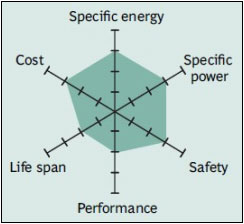 Specific energy
Cost
Specific
power
Life span
Safety
Performance